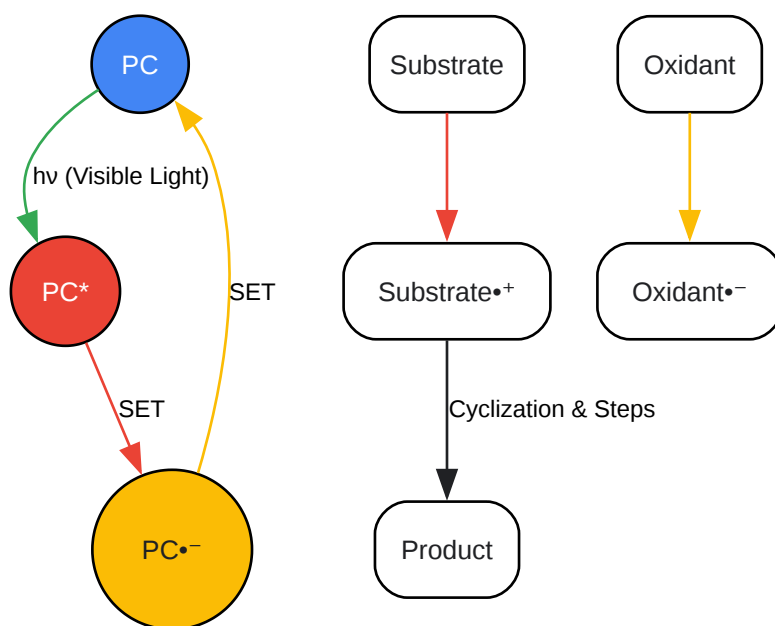 PC
Substrate
Oxidant
hν (Visible Light)
PC*
SET
Substrate•⁺
Oxidant•⁻
SET
Cyclization & Steps
PC•⁻
Product